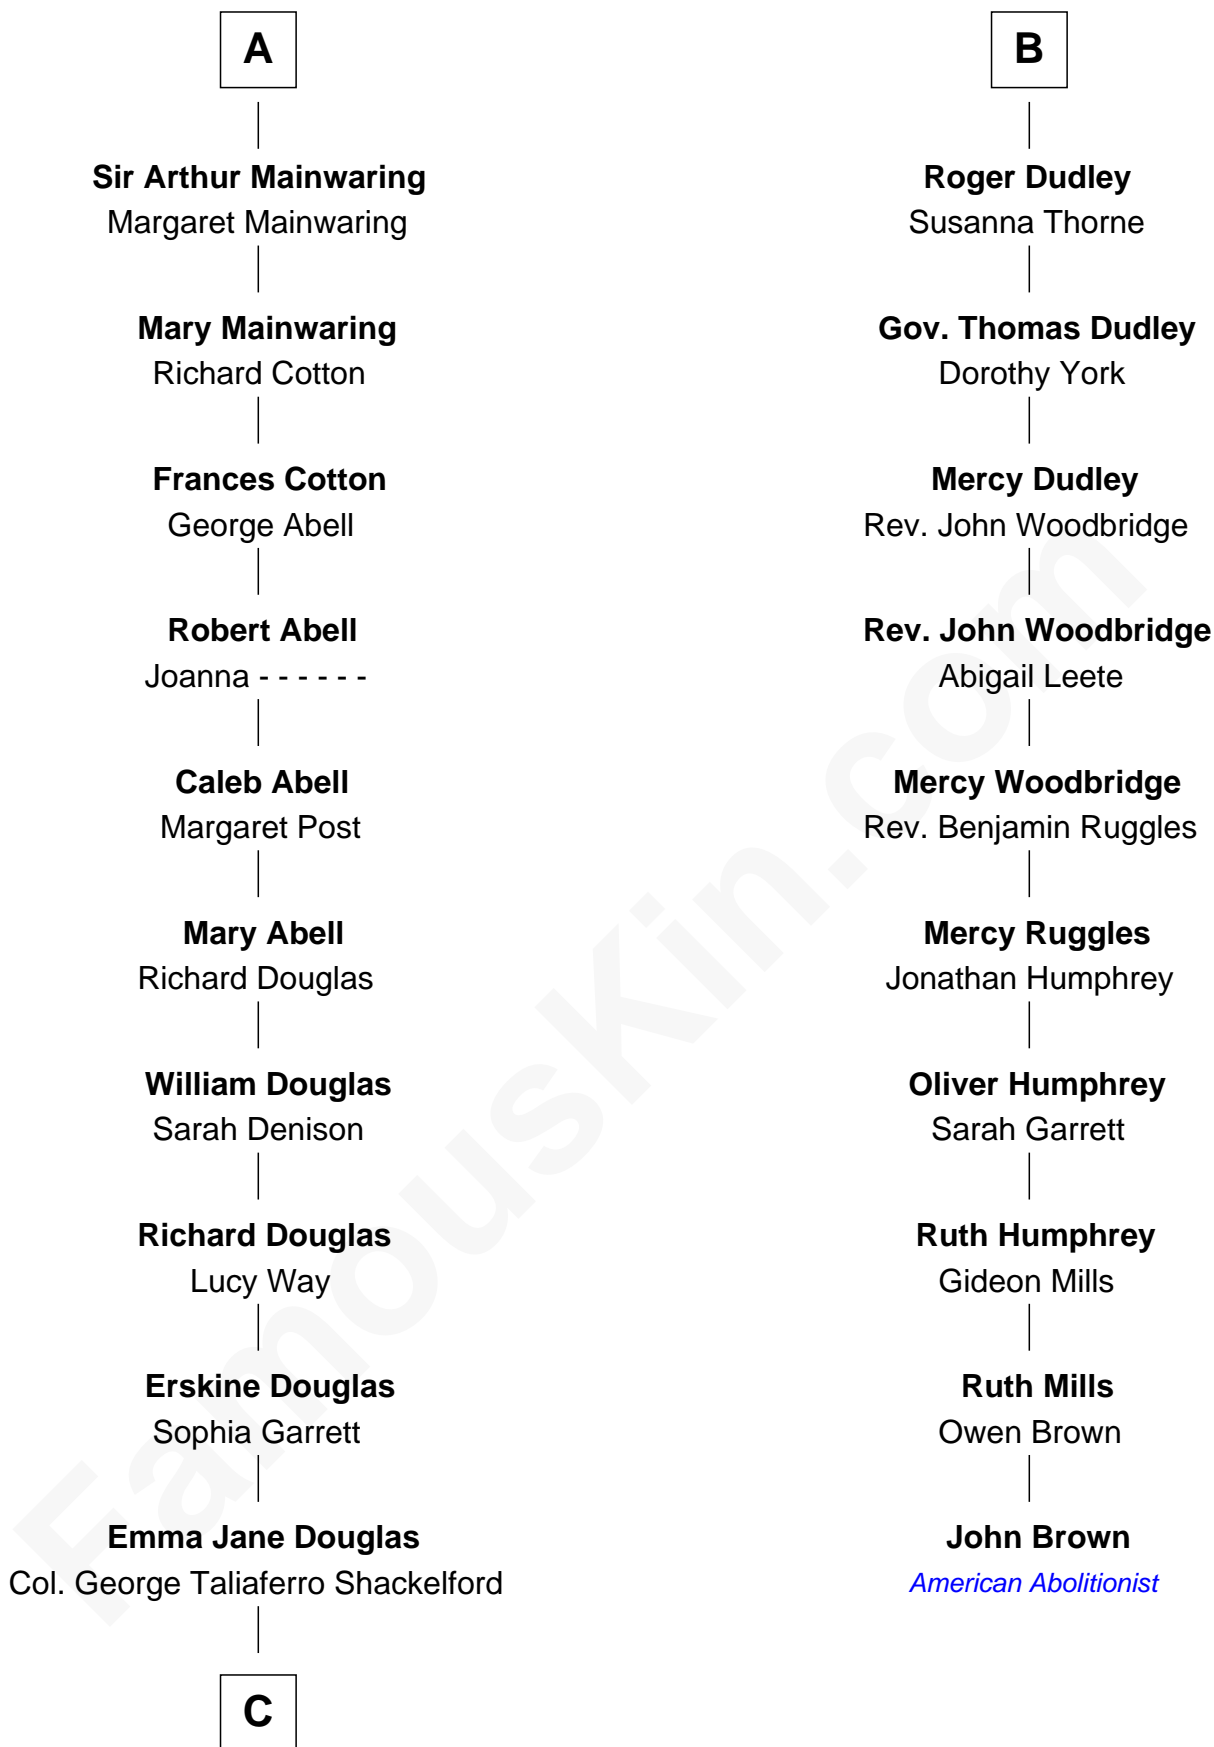 A
Sir Arthur Mainwaring
Margaret Mainwaring
Mary Mainwaring
Richard Cotton
Frances Cotton
George Abell
Robert Abell
Joanna - - - - - -
Caleb Abell
Margaret Post
Mary Abell
Richard Douglas
William Douglas
Sarah Denison
Richard Douglas
Lucy Way
Erskine Douglas
Sophia Garrett
Emma Jane Douglas
Col. George Taliaferro Shackelford
C
B
Roger Dudley
Susanna Thorne
Gov. Thomas Dudley
Dorothy York
Mercy Dudley
Rev. John Woodbridge
Rev. John Woodbridge
Abigail Leete
Mercy Woodbridge
Rev. Benjamin Ruggles
Mercy Ruggles
Jonathan Humphrey
Oliver Humphrey
Sarah Garrett
Ruth Humphrey
Gideon Mills
Ruth Mills
Owen Brown
John Brown
American Abolitionist
FamousKin.com